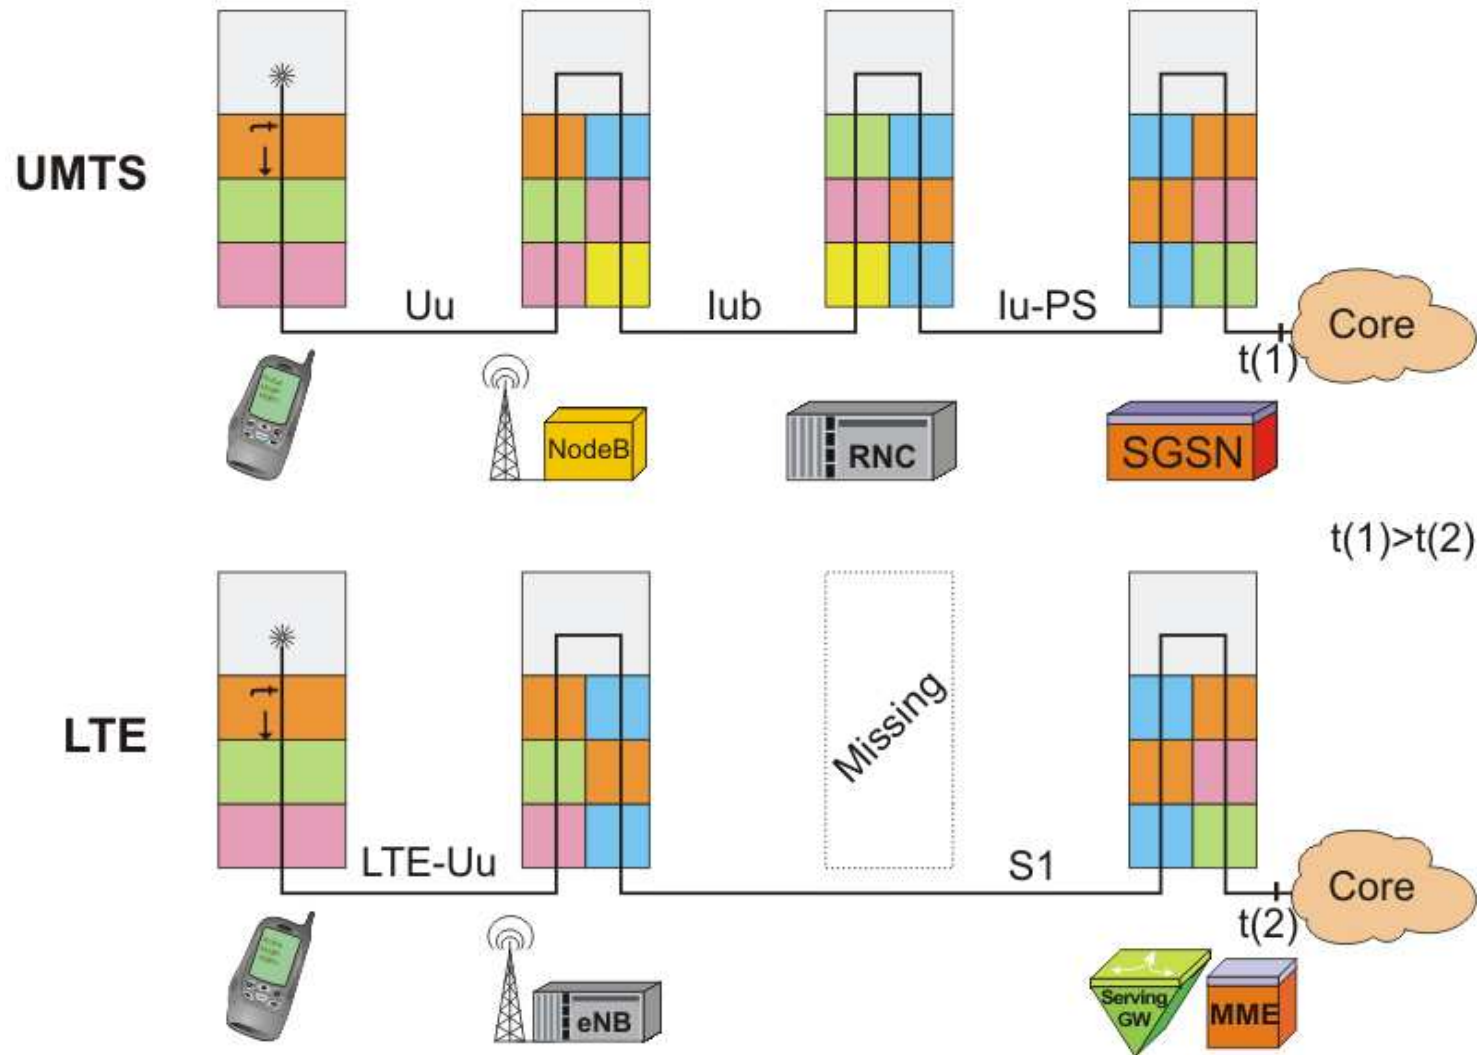 UMTS
Uu
Iub
Iu-PS
Core
t(1)
NodeB
RNC
SGSN
t(1)>t(2)
LTE
Missing
LTE-Uu
S1
Core
t(2)
eNB
Serving
GW
MME